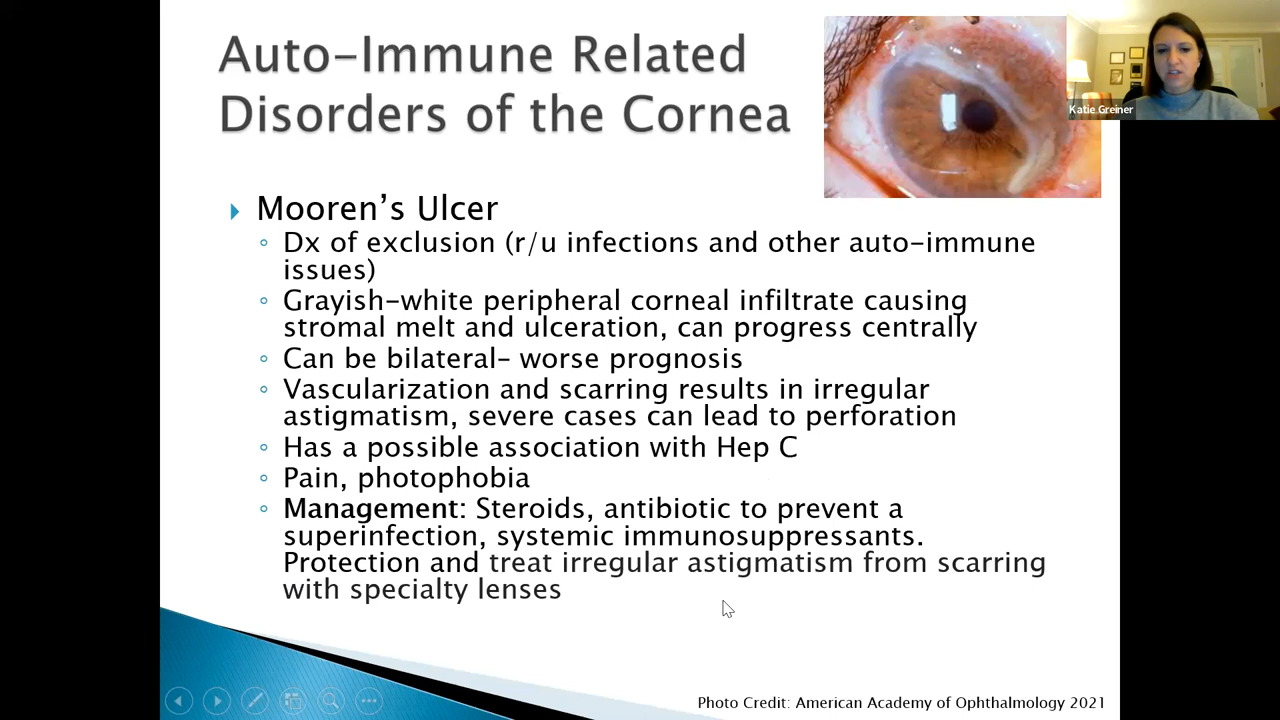 Auto-Immune Related
Disorders of the Cornea
Katie Greiner
Mooren’s Ulcer
Dx of exclusion (r/u infections and other auto-immune
issues)
Grayish-white peripheral corneal infiltrate causing
stromal melt and ulceration, can progress centrally
Can be bilateral- worse prognosis
Vascularization and scarring results in irregular
astigmatism, severe cases can lead to perforation
Has a possible association with Hep C
Pain, photophobia
Management: Steroids, antibiotic to prevent a
superinfection, systemic immunosuppressants.
Protection and treat irregular astigmatism from scarring
with specialty lenses
Photo Credit: American Academy of Ophthalmology 2021